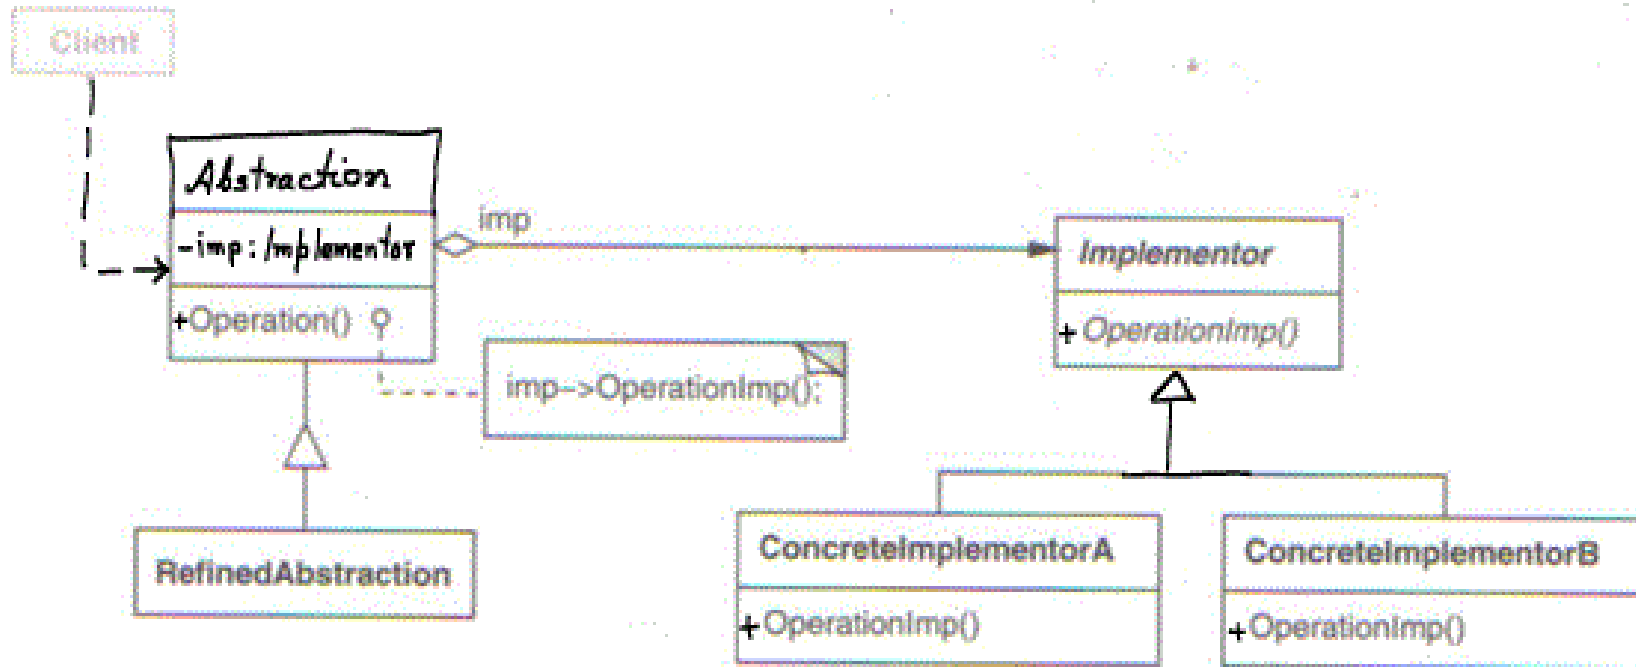 Client
Abstraction
-imp: Implementor
+Operation()
imp
Implementor
+ OperationImp()
imp->OperationImp();
RefinedAbstraction
ConcreteImplementorA
+OperationImp()
ConcreteImplementorB
+OperationImp()